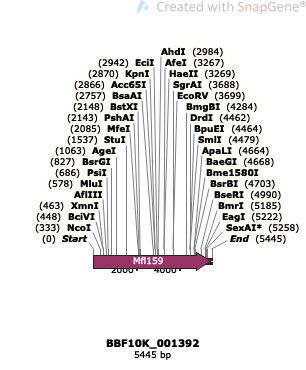 Created with SnapGene®
AhdI (2984)
(2942) EciI AfeI (3267)
(2870) KpnI HaeII (3269)
(2866) Acc65I SgrAI (3688)
(2757) BsaAI EcoRV (3699)
(2148) BstXI BmgBI (4284)
(2143) PshAI DrdI (4462)
(2085) MfeI BpuEI (4464)
(1537) StuI SmlI (4479)
(1063) AgeI ApaLI (4664)
(827) BsrGI BaeGI (4668)
(686) PsiI Bme1580I
(578) MluI BsrBI (4703)
AflIII BseRI (4990)
(463) XmnI BmrI (5185)
(448) BciVI EagI (5222)
(333) NcoI SexAI* (5258)
(0) Start End (5445)
Mfl159
2000 4000
BBF10K_001392
5445 bp